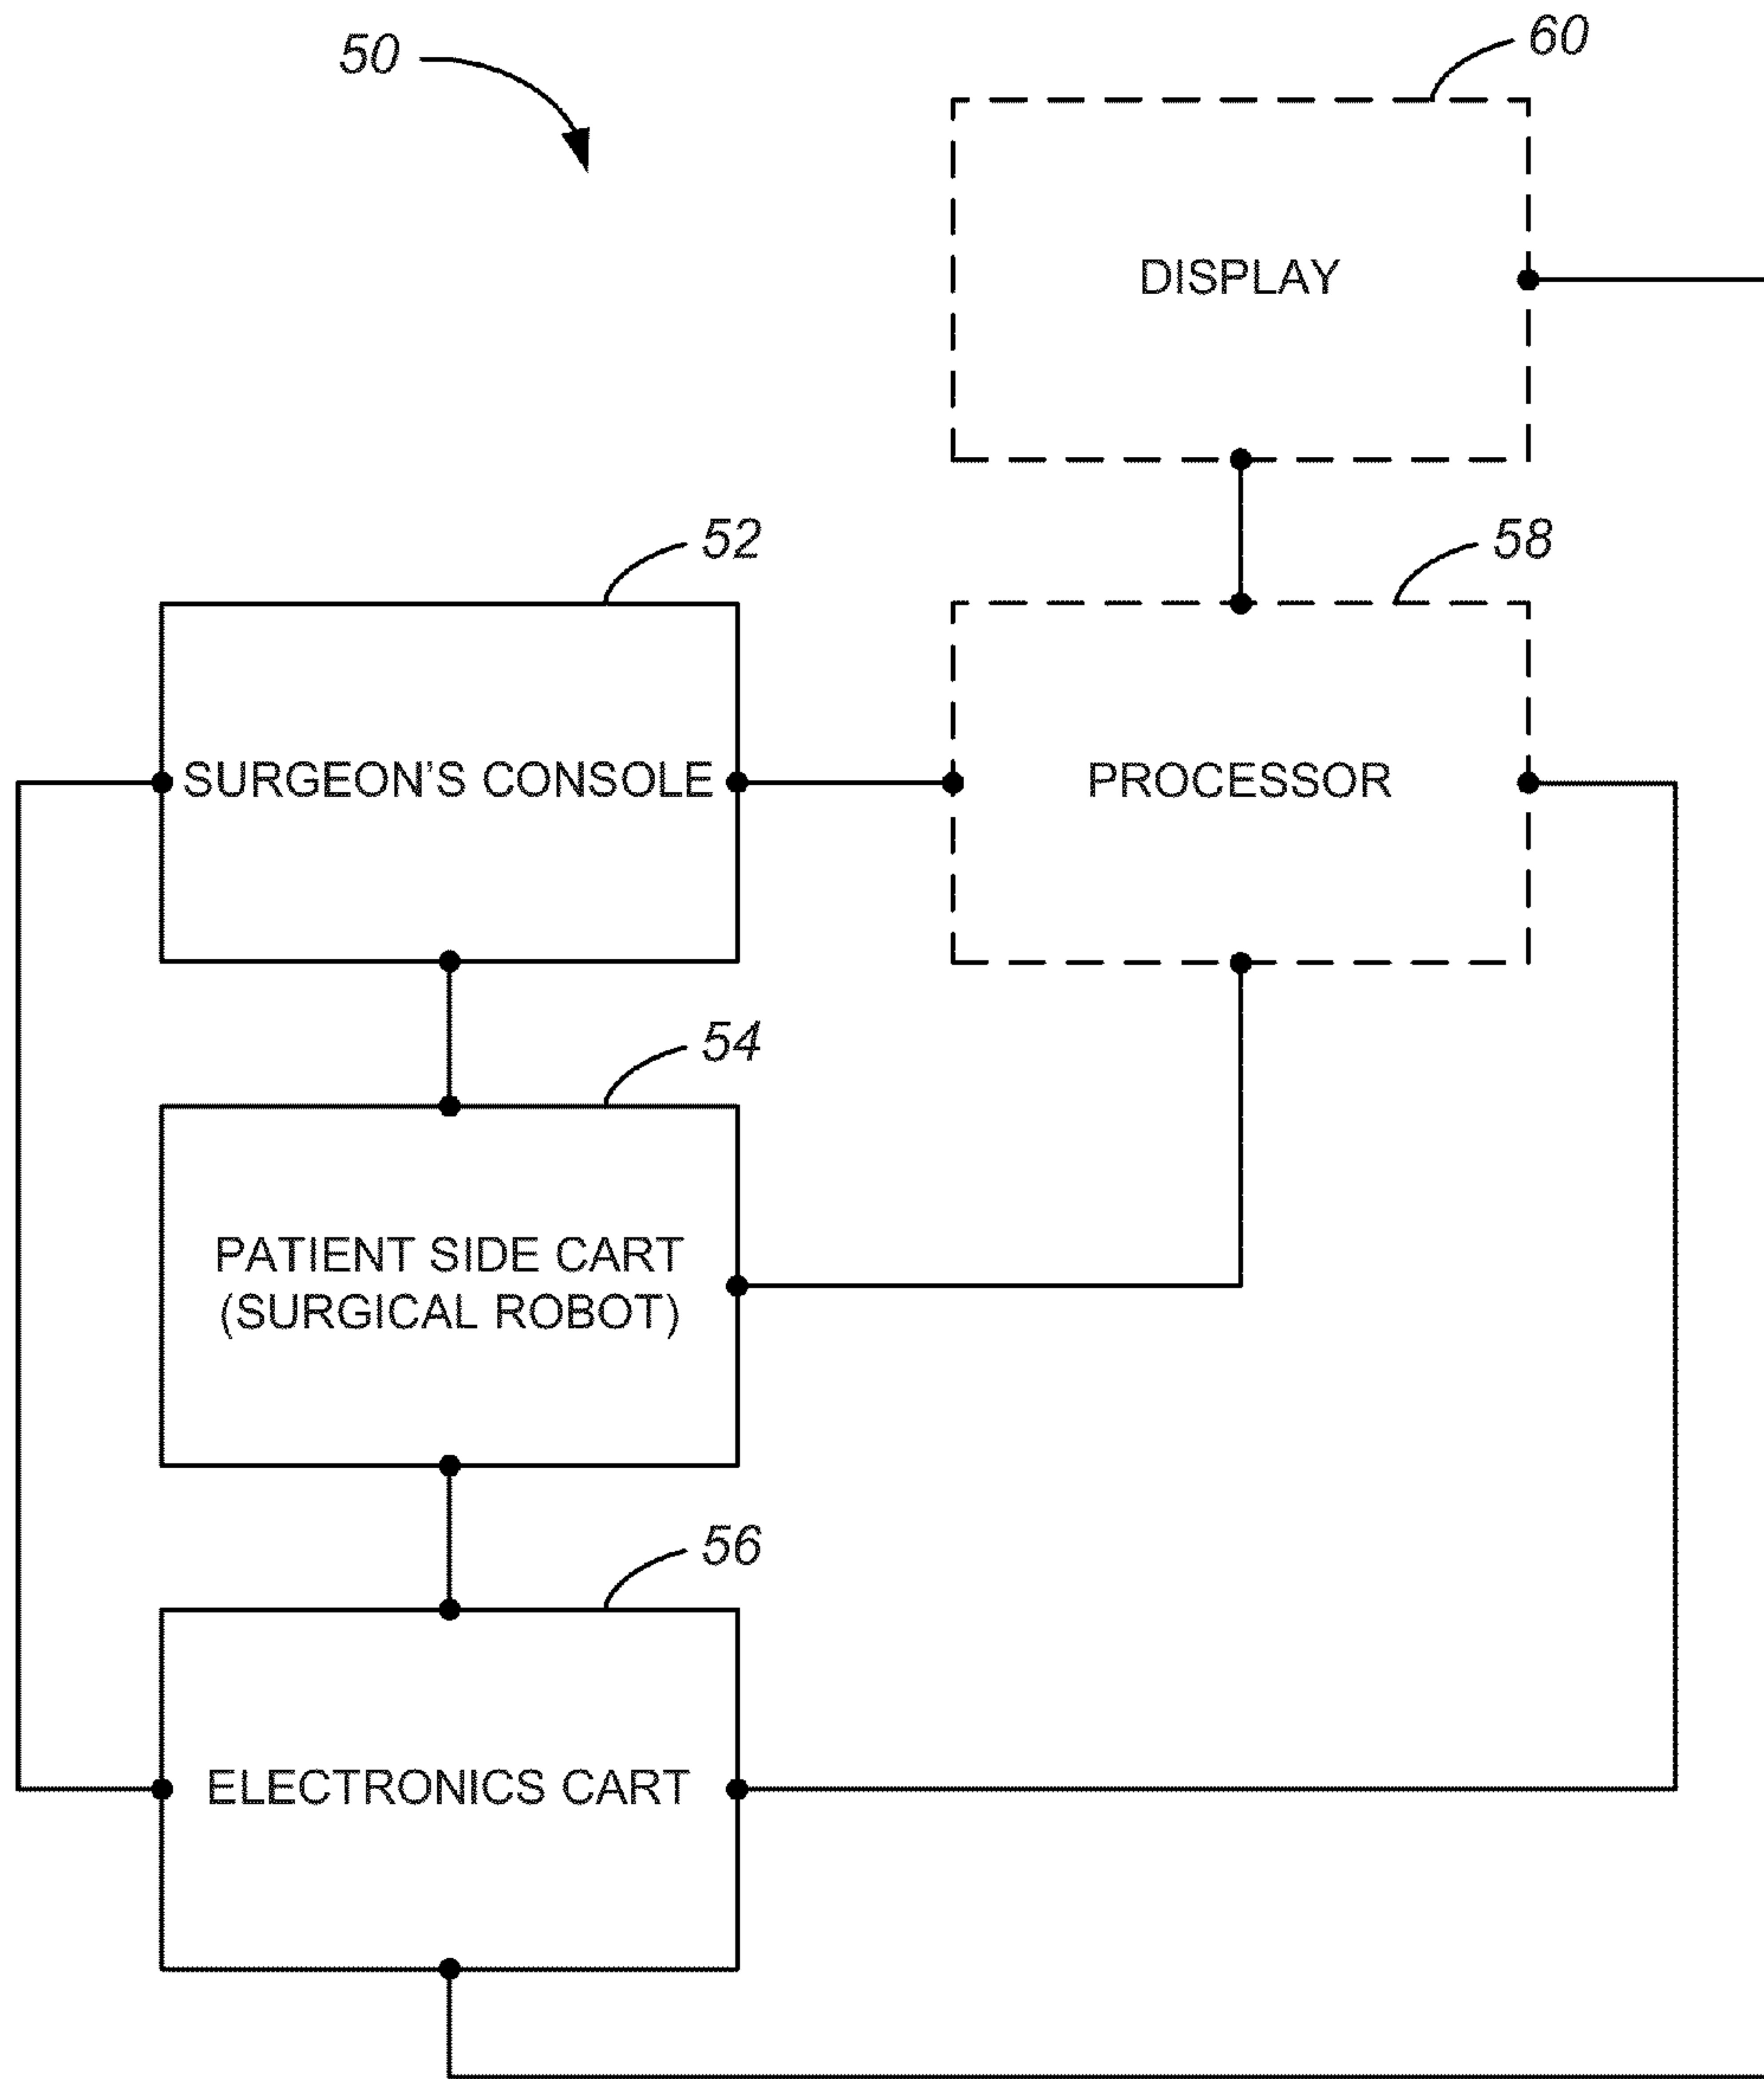 50
60
DISPLAY
52
58
SURGEON'S CONSOLE
PROCESSOR
54
PATIENT SIDE CART
(SURGICAL ROBOT)
56
ELECTRONICS CART